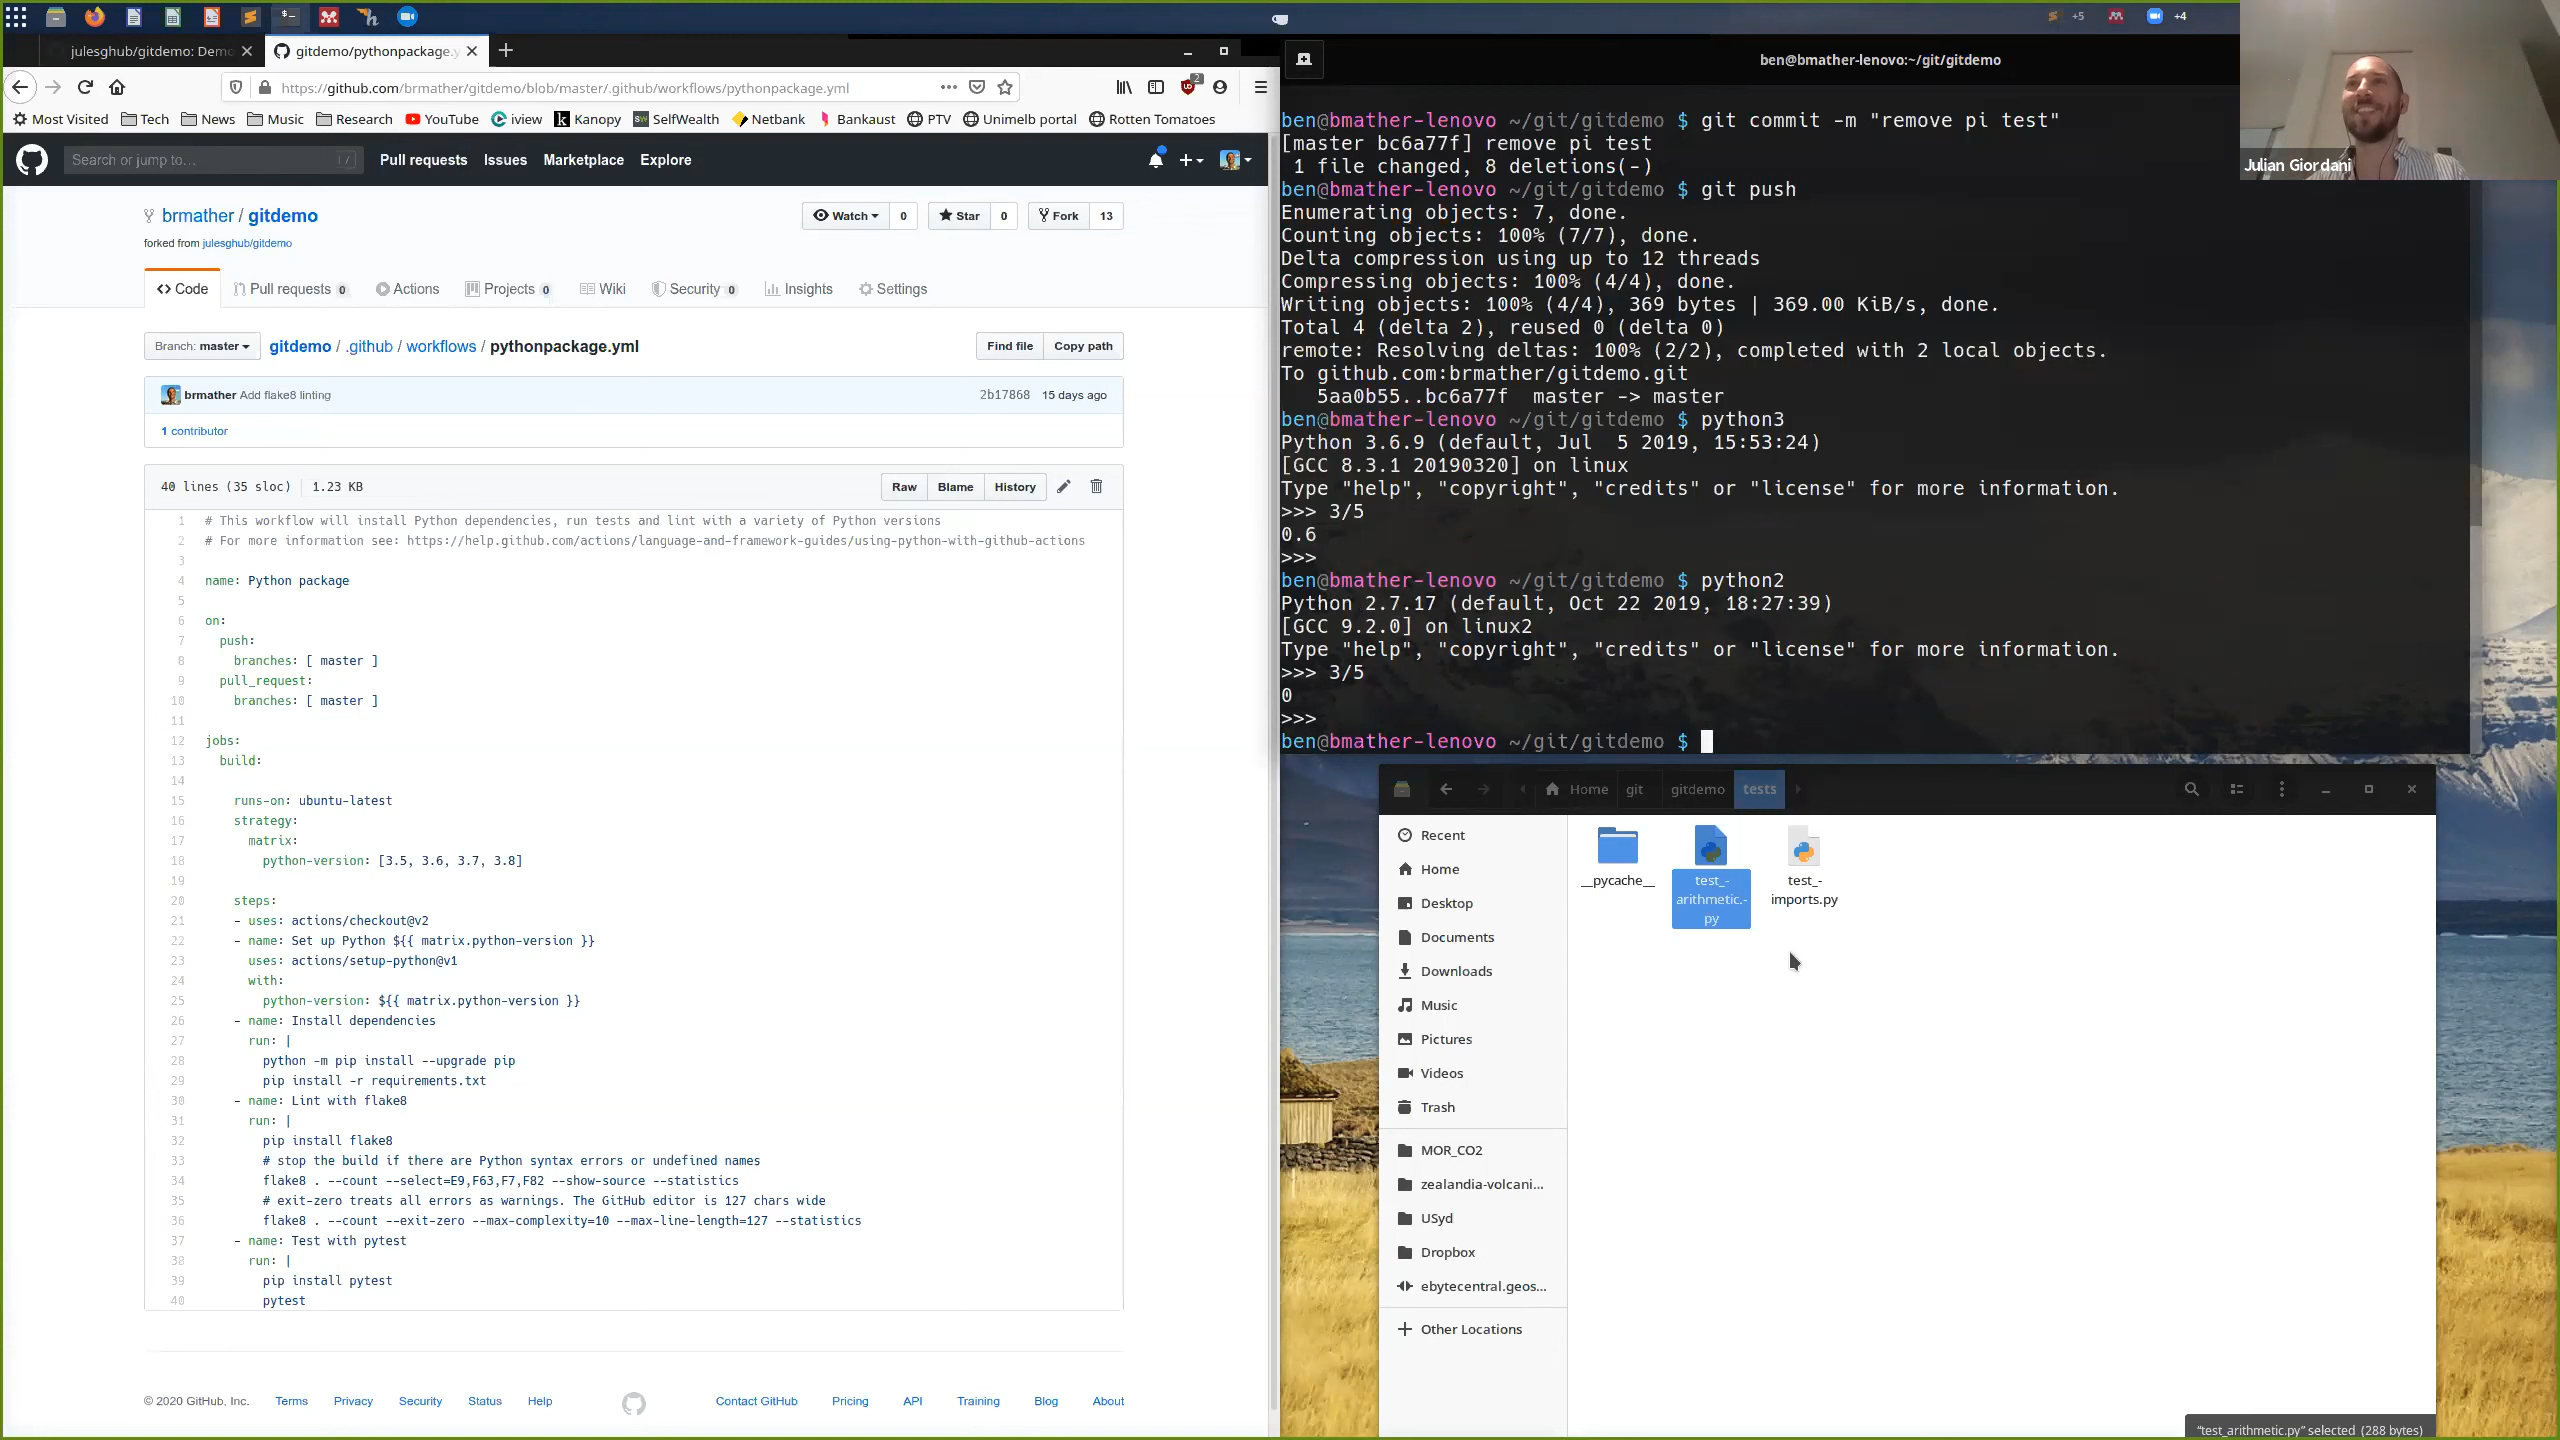 +5
+4
julesghub/gitdemo: Demo
gitdemo/pythonpackage.y
https://github.com/brmather/gitdemo/blob/master/.github/workflows/pythonpackage.yml
2
Most Visited Tech News Music Research YouTube iview Kanopy SelfWealth Netbank Bankaust PTV Unimelb portal Rotten Tomatoes
Search or jump to… /
Pull requests Issues Marketplace Explore
brmather / gitdemo
Watch 0 Star 0 Fork 13
forked from julesghub/gitdemo
Code Pull requests 0 Actions Projects 0 Wiki Security 0 Insights Settings
Branch: master
gitdemo / .github / workflows / pythonpackage.yml
Find file Copy path
brmather Add flake8 linting 2b17868 15 days ago
1 contributor
40 lines (35 sloc) 1.23 KB
Raw Blame History
1 # This workflow will install Python dependencies, run tests and lint with a variety of Python versions
2 # For more information see: https://help.github.com/actions/language-and-framework-guides/using-python-with-github-actions
3
4 name: Python package
5
6 on:
7 push:
8 branches: [ master ]
9 pull_request:
10 branches: [ master ]
11
12 jobs:
13 build:
14
15 runs-on: ubuntu-latest
16 strategy:
17 matrix:
18 python-version: [3.5, 3.6, 3.7, 3.8]
19
20 steps:
21 - uses: actions/checkout@v2
22 - name: Set up Python ${{ matrix.python-version }}
23 uses: actions/setup-python@v1
24 with:
25 python-version: ${{ matrix.python-version }}
26 - name: Install dependencies
27 run: |
28 python -m pip install --upgrade pip
29 pip install -r requirements.txt
30 - name: Lint with flake8
31 run: |
32 pip install flake8
33 # stop the build if there are Python syntax errors or undefined names
34 flake8 . --count --select=E9,F63,F7,F82 --show-source --statistics
35 # exit-zero treats all errors as warnings. The GitHub editor is 127 chars wide
36 flake8 . --count --exit-zero --max-complexity=10 --max-line-length=127 --statistics
37 - name: Test with pytest
38 run: |
39 pip install pytest
40 pytest
© 2020 GitHub, Inc. Terms Privacy Security Status Help Contact GitHub Pricing API Training Blog About
ben@bmather-lenovo:~/git/gitdemo
ben@bmather-lenovo ~/git/gitdemo $ git commit -m "remove pi test"
[master bc6a77f] remove pi test
1 file changed, 8 deletions(-)
ben@bmather-lenovo ~/git/gitdemo $ git push
Enumerating objects: 7, done.
Counting objects: 100% (7/7), done.
Delta compression using up to 12 threads
Compressing objects: 100% (4/4), done.
Writing objects: 100% (4/4), 369 bytes | 369.00 KiB/s, done.
Total 4 (delta 2), reused 0 (delta 0)
remote: Resolving deltas: 100% (2/2), completed with 2 local objects.
To github.com:brmather/gitdemo.git
5aa0b55..bc6a77f master -> master
ben@bmather-lenovo ~/git/gitdemo $ python3
Python 3.6.9 (default, Jul 5 2019, 15:53:24)
[GCC 8.3.1 20190320] on linux
Type "help", "copyright", "credits" or "license" for more information.
>>> 3/5
0.6
>>>
ben@bmather-lenovo ~/git/gitdemo $ python2
Python 2.7.17 (default, Oct 22 2019, 18:27:39)
[GCC 9.2.0] on linux2
Type "help", "copyright", "credits" or "license" for more information.
>>> 3/5
0
>>>
ben@bmather-lenovo ~/git/gitdemo $
Julian Giordani
Home git gitdemo tests
Recent
Home
Desktop
Documents
Downloads
Music
Pictures
Videos
Trash
MOR_CO2
zealandia-volcani…
USyd
Dropbox
ebytecentral.geos…
Other Locations
__pycache__
test_-
arithmetic.-
py
test_-
imports.py
"test_arithmetic.py" selected (288 bytes)